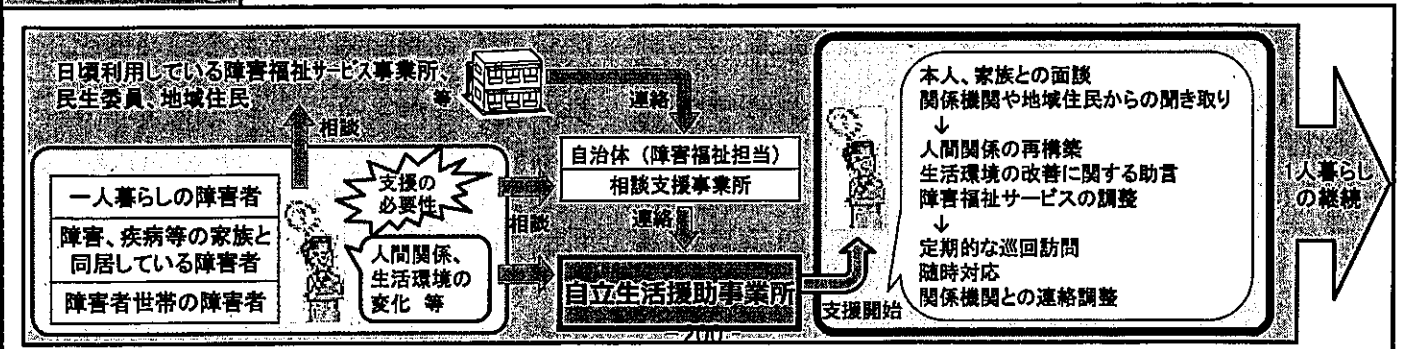 日頃利用している障害福祉サービス事業所、
民生委員、地域住民 等
連絡
相談
一人暮らしの障害者
障害、疾病等の家族と
同居している障害者
障害者世帯の障害者
支援の
必要性
人間関係、
生活環境の
変化 等
相談
自治体（障害福祉担当）
相談支援事業所
連絡
自立生活援助事業所
支援開始
本人、家族との面談
関係機関や地域住民からの聞き取り
↓
人間関係の再構築
生活環境の改善に関する助言
障害福祉サービスの調整
↓
定期的な巡回訪問
随時対応
関係機関との連絡調整
1人暮らし
の継続
-200-